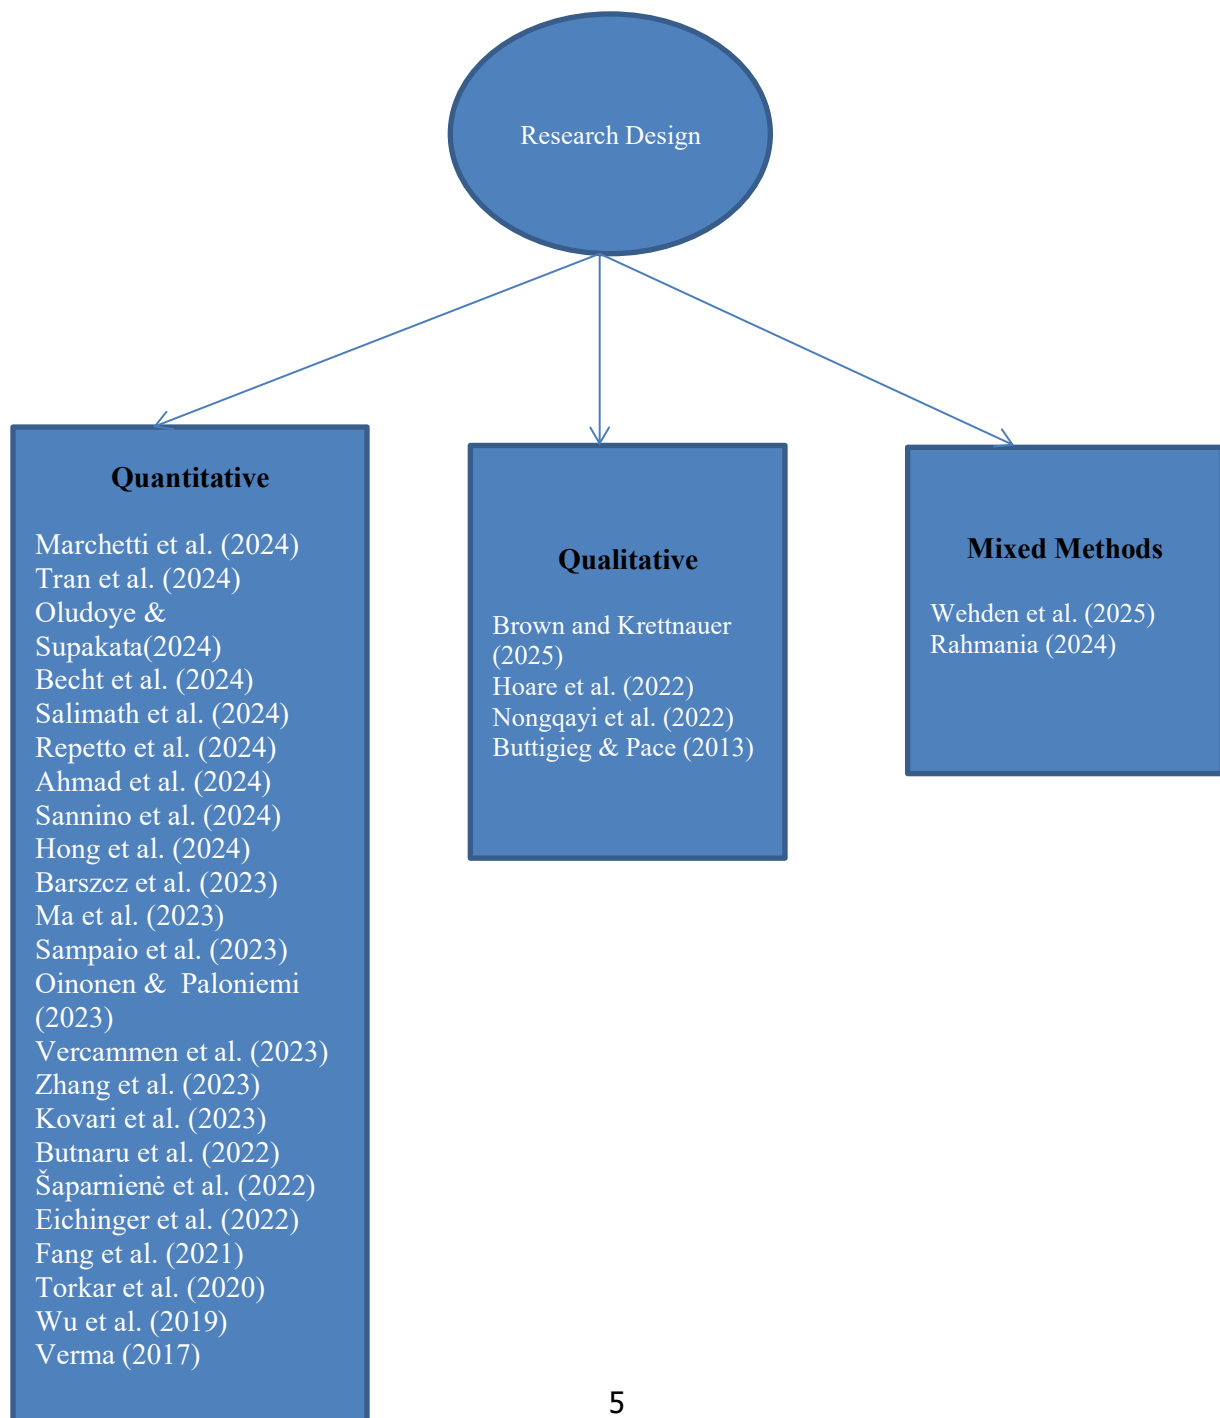 Research Design
Quantitative
Marchetti et al. (2024)
Tran et al. (2024)
Oludoye &
Supakata(2024)
Becht et al. (2024)
Salimath et al. (2024)
Repetto et al. (2024)
Ahmad et al. (2024)
Sannino et al. (2024)
Hong et al. (2024)
Barszcz et al. (2023)
Ma et al. (2023)
Sampaio et al. (2023)
Oinonen &  Paloniemi
(2023)
Vercammen et al. (2023)
Zhang et al. (2023)
Kovari et al. (2023)
Butnaru et al. (2022)
Šaparnienė et al. (2022)
Eichinger et al. (2022)
Fang et al. (2021)
Torkar et al. (2020)
Wu et al. (2019)
Verma (2017)
Qualitative
Brown and Krettnauer
(2025)
Hoare et al. (2022)
Nongqayi et al. (2022)
Buttigieg & Pace (2013)
Mixed Methods
Wehden et al. (2025)
Rahmania (2024)
5